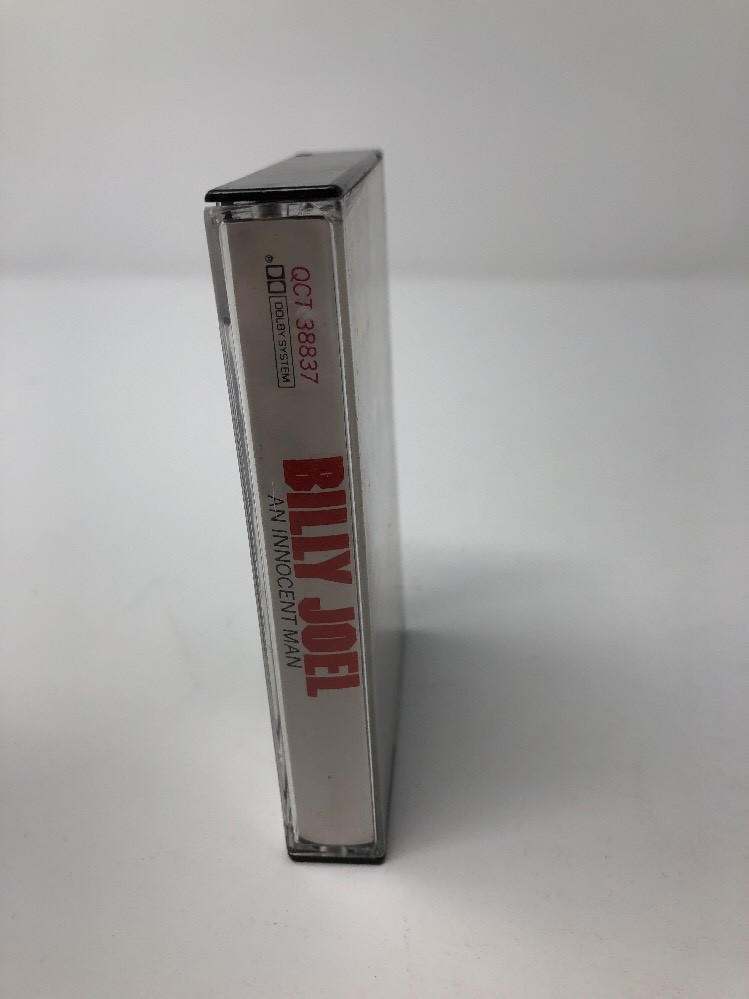 QCT 38837
® DOLBY SYSTEM
BILLY JOEL
AN INNOCENT MAN